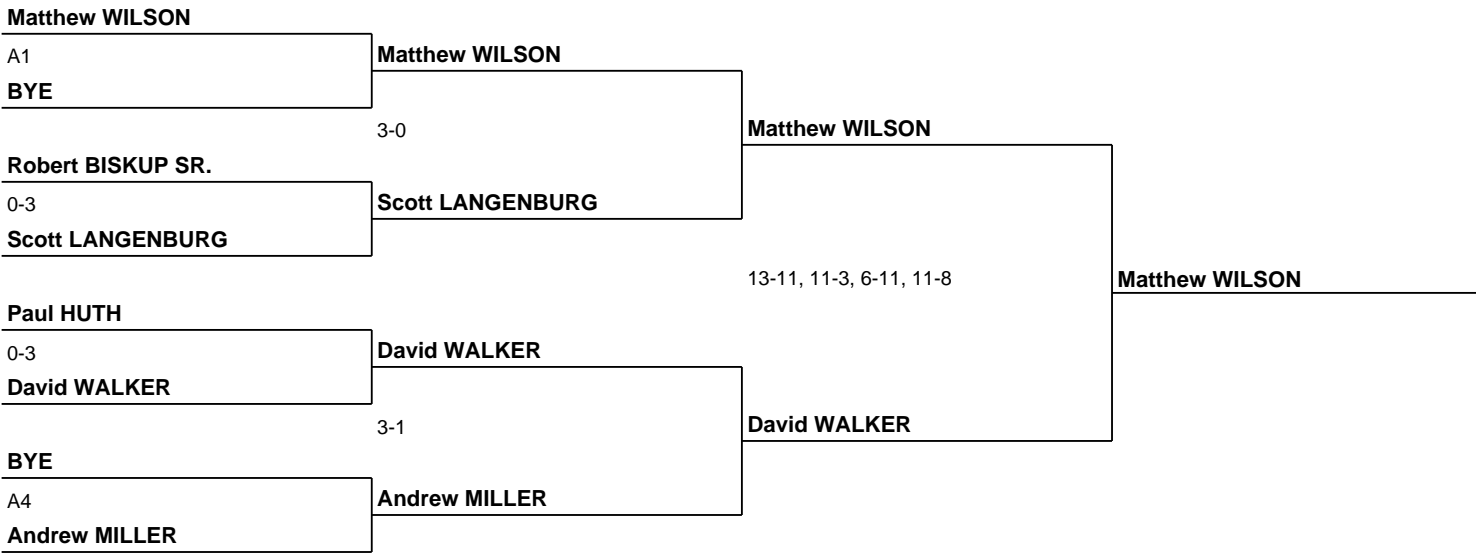 Matthew WILSON
A1
BYE
Matthew WILSON
3-0
Robert BISKUP SR.
0-3
Scott LANGENBURG
Scott LANGENBURG
Matthew WILSON
13-11, 11-3, 6-11, 11-8
Matthew WILSON
Paul HUTH
0-3
David WALKER
David WALKER
3-1
BYE
A4
Andrew MILLER
Andrew MILLER
David WALKER